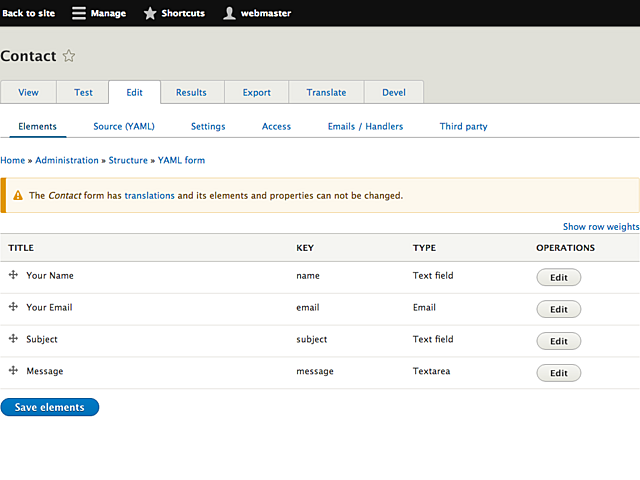 Back to site Manage Shortcuts webmaster
Contact
View Test Edit Results Export Translate Devel
Elements Source (YAML) Settings Access Emails / Handlers Third party
Home » Administration » Structure » YAML form
The Contact form has translations and its elements and properties can not be changed.
Show row weights
TITLE KEY TYPE OPERATIONS
Your Name name Text field Edit
Your Email email Email Edit
Subject subject Text field Edit
Message message Textarea Edit
Save elements